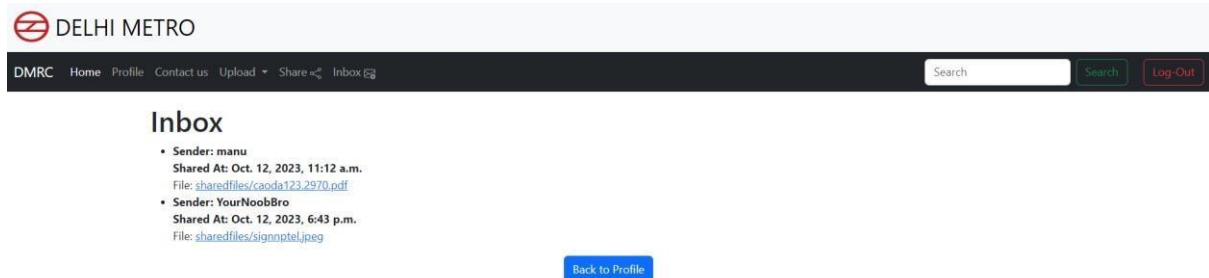 DELHI METRO
DMRC Home Profile Contact us Upload Share Inbox Search Search Log-Out
Inbox
• Sender: manu
Shared At: Oct. 12, 2023, 11:12 a.m.
File: sharedfiles/caoda123.2970.pdf
• Sender: YourNoobBro
Shared At: Oct. 12, 2023, 6:43 p.m.
File: sharedfiles/signnptel.jpeg
Back to Profile